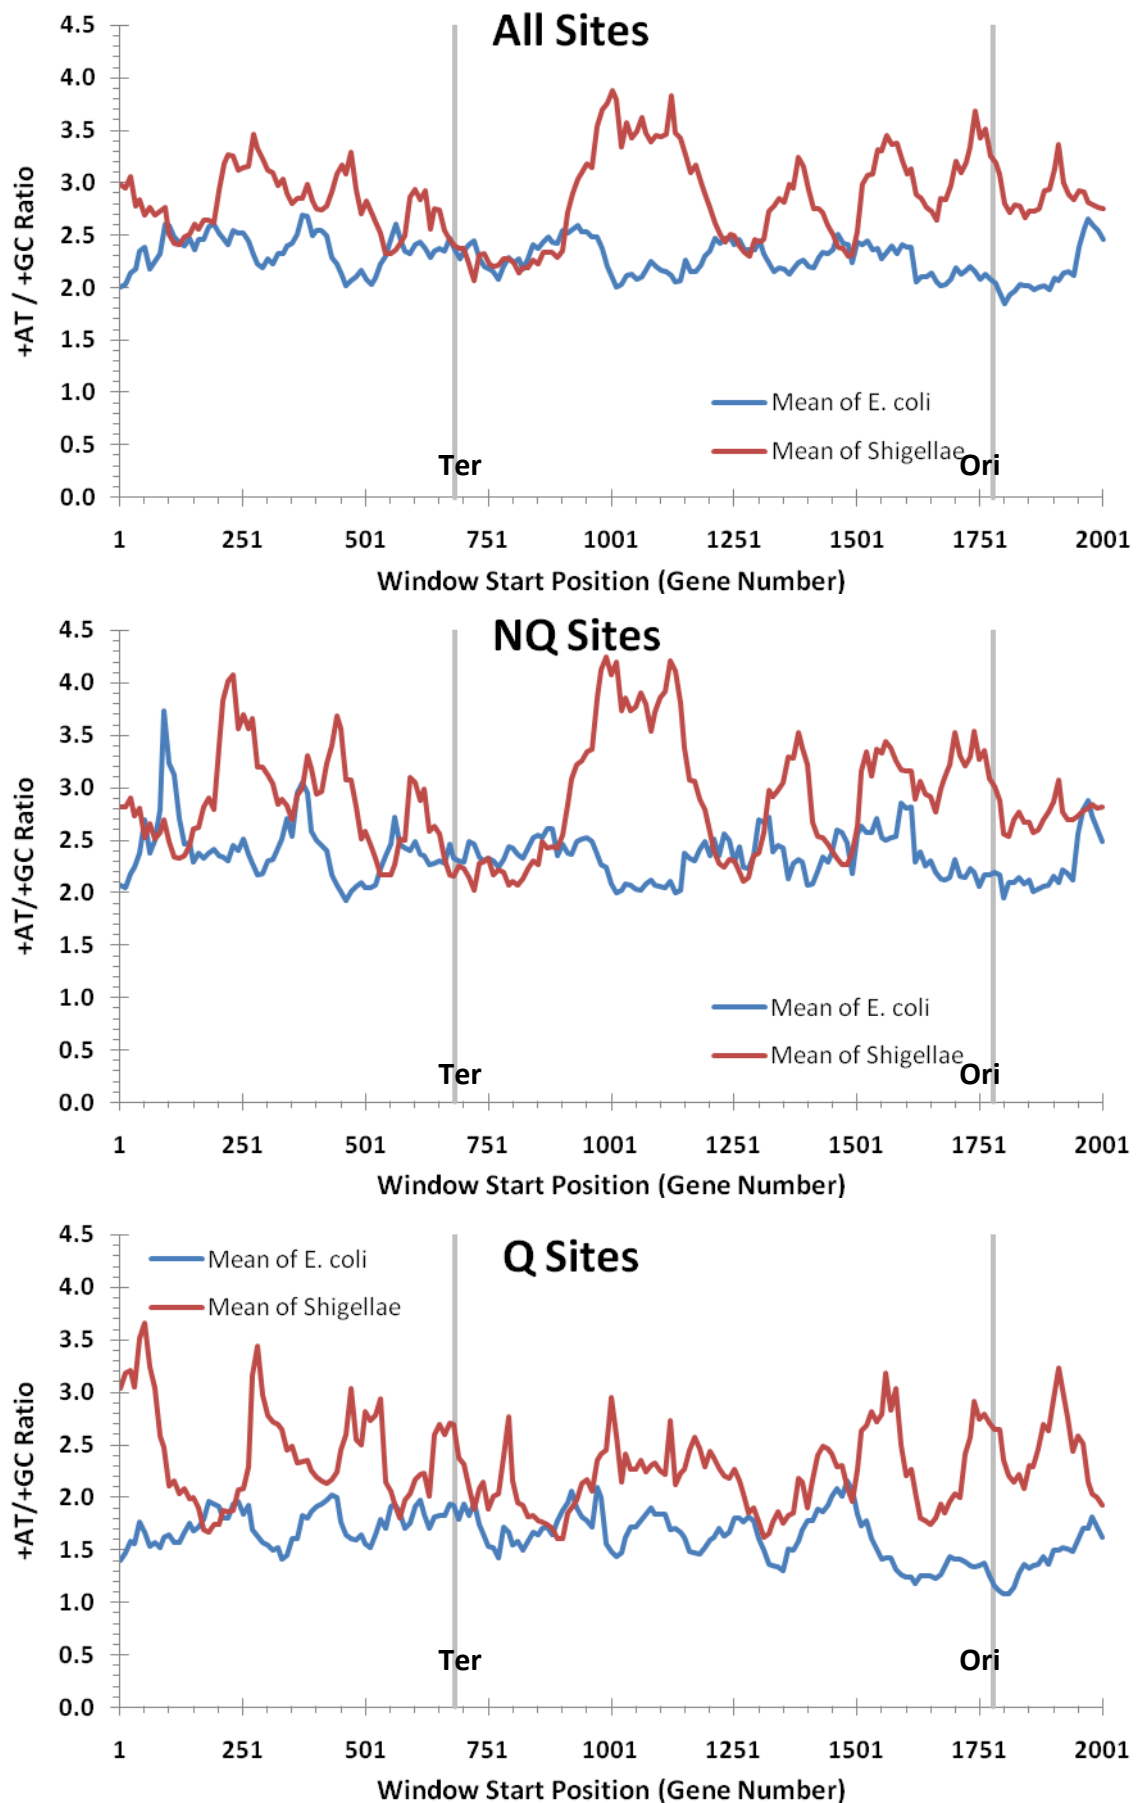 All Sites
+AT / +GC Ratio
4.5
4.0
3.5
3.0
2.5
2.0
1.5
1.0
0.5
0.0
Mean of E. coli
Mean of Shigellae
Ter
Ori
1 251 501 751 1001 1251 1501 1751 2001
Window Start Position (Gene Number)
NQ Sites
+AT/+GC Ratio
4.5
4.0
3.5
3.0
2.5
2.0
1.5
1.0
0.5
0.0
Mean of E. coli
Mean of Shigellae
Ter
Ori
1 251 501 751 1001 1251 1501 1751 2001
Window Start Position (Gene Number)
Q Sites
+AT/+GC Ratio
4.5
4.0
3.5
3.0
2.5
2.0
1.5
1.0
0.5
0.0
Mean of E. coli
Mean of Shigellae
Ter
Ori
1 251 501 751 1001 1251 1501 1751 2001
Window Start Position (Gene Number)